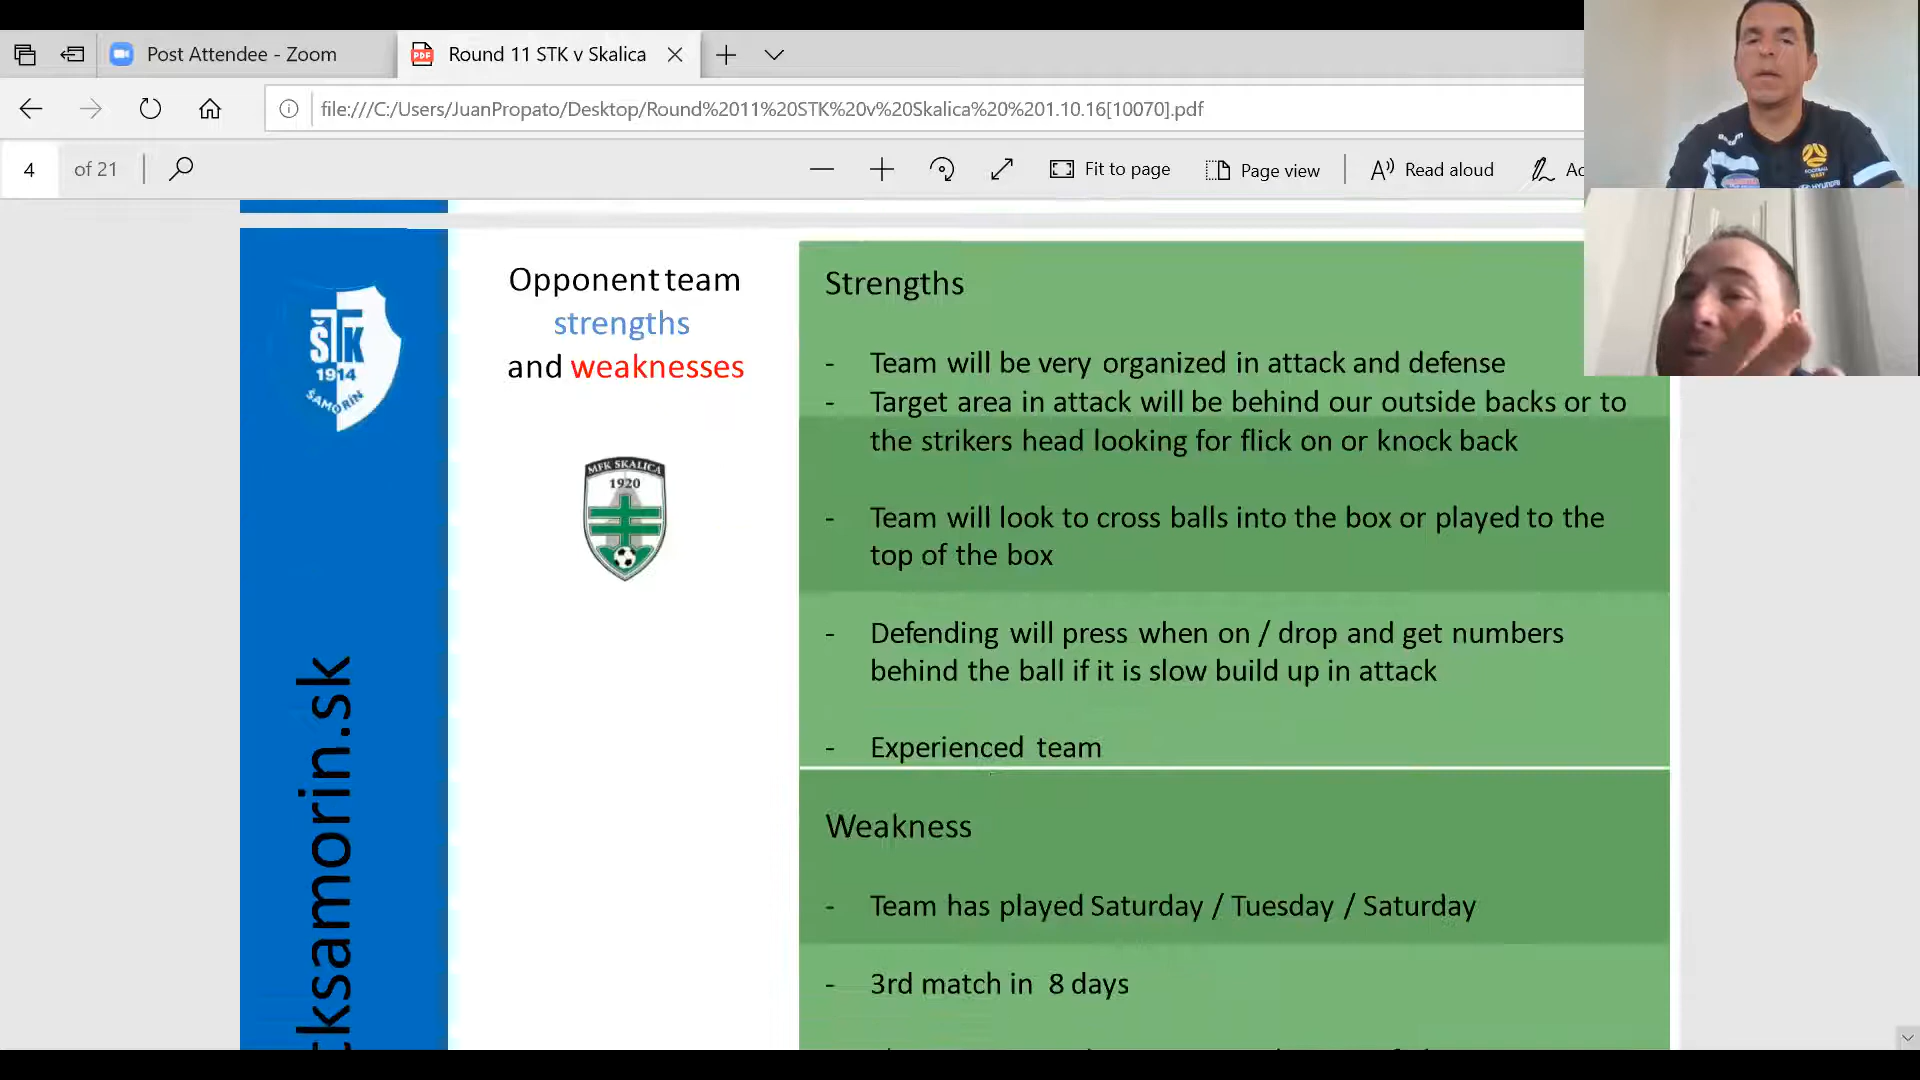 Post Attendee - Zoom
Round 11 STK v Skalica
file:///C:/Users/JuanPropato/Desktop/Round%2011%20STK%20v%20Skalica%20%201.10.16[10070].pdf
4 of 21
Fit to page
Page view
Read aloud
Opponent team
strengths
and weaknesses
ŠTK
1914
ŠAMORÍN
MFK SKALICA
1920
cksamorin.sk
Strengths
- Team will be very organized in attack and defense
- Target area in attack will be behind our outside backs or to
the strikers head looking for flick on or knock back
- Team will look to cross balls into the box or played to the
top of the box
- Defending will press when on / drop and get numbers
behind the ball if it is slow build up in attack
- Experienced team
Weakness
- Team has played Saturday / Tuesday / Saturday
- 3rd match in 8 days